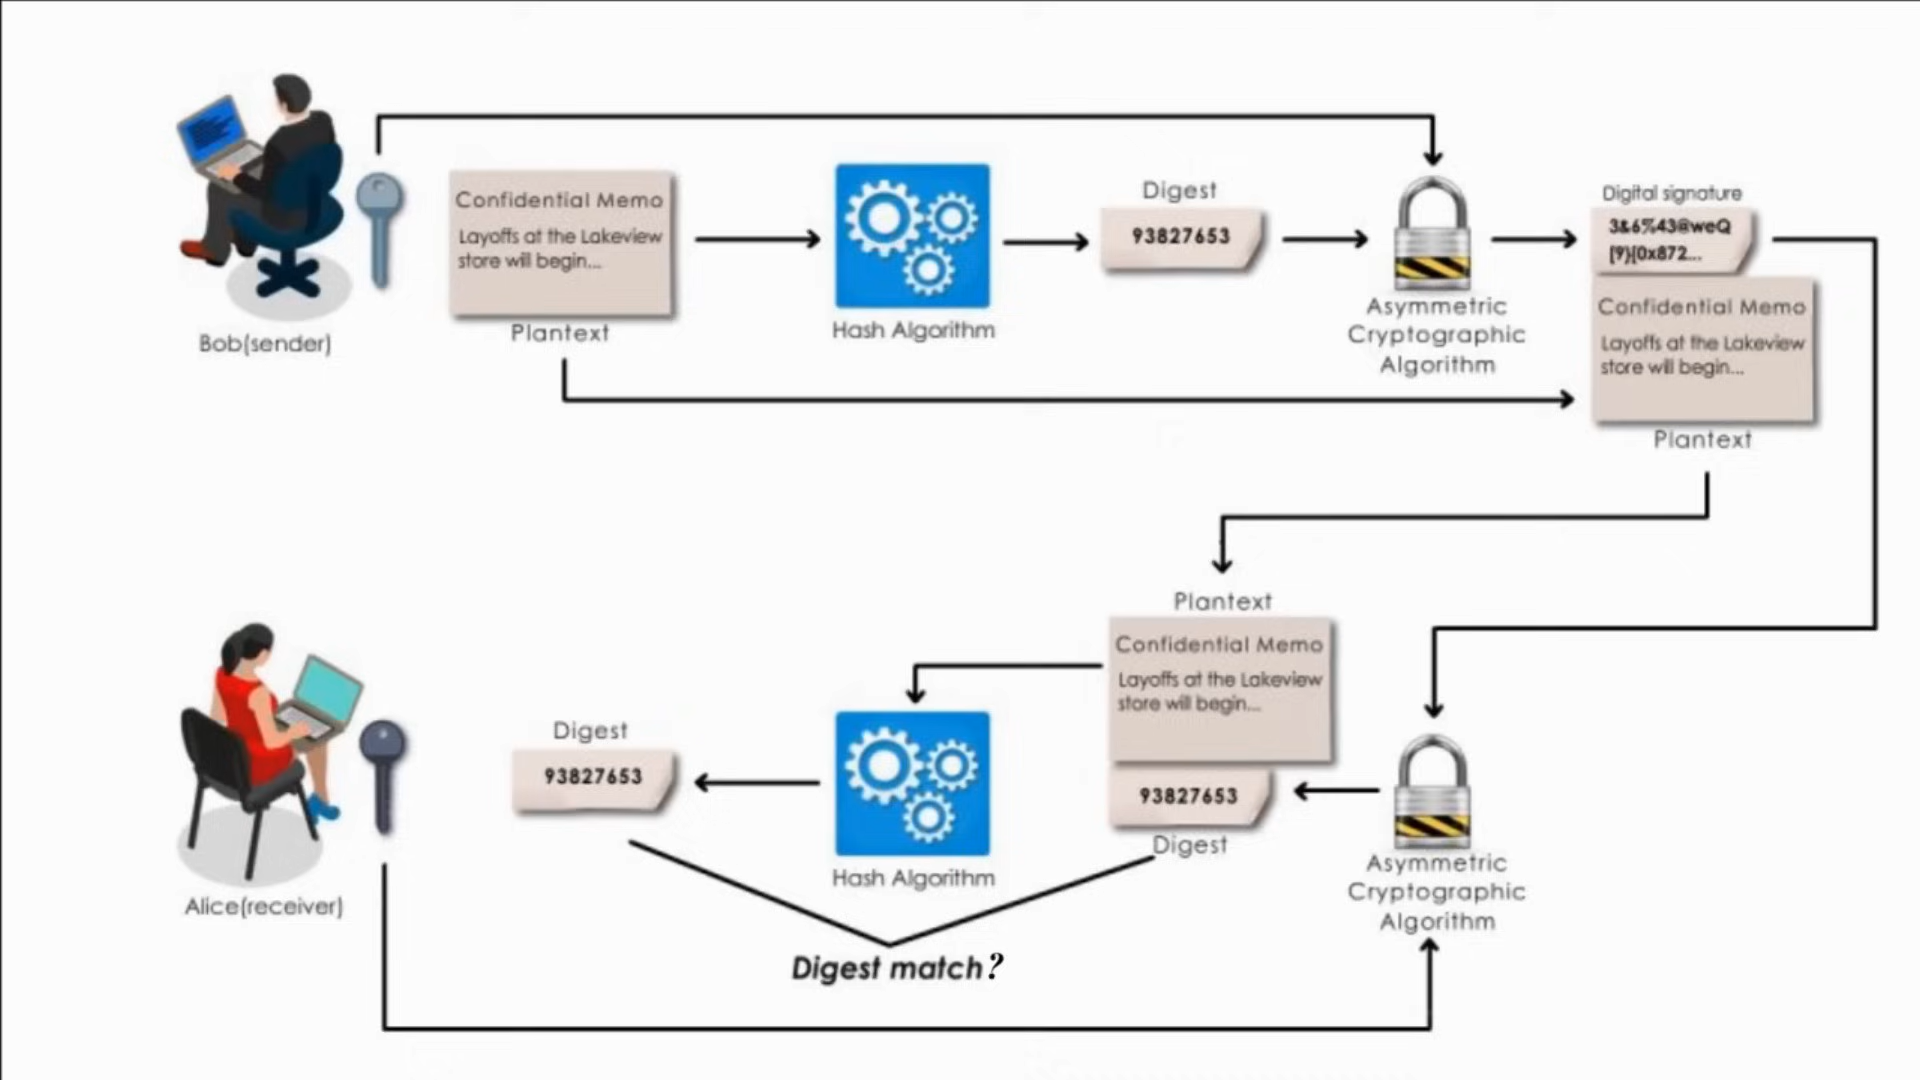 Confidential Memo
Layoffs at the Lakeview
store will begin...
Plantext
Bob(sender)
Hash Algorithm
Digest
93827653
Asymmetric
Cryptographic
Algorithm
Digital signature
3&6%43@weQ
[9}[0x872...
Confidential Memo
Layoffs at the Lakeview
store will begin...
Plantext
Plantext
Confidential Memo
Layoffs at the Lakeview
store will begin...
93827653
Digest
Asymmetric
Cryptographic
Algorithm
Hash Algorithm
Digest
93827653
Alice(receiver)
Digest match?